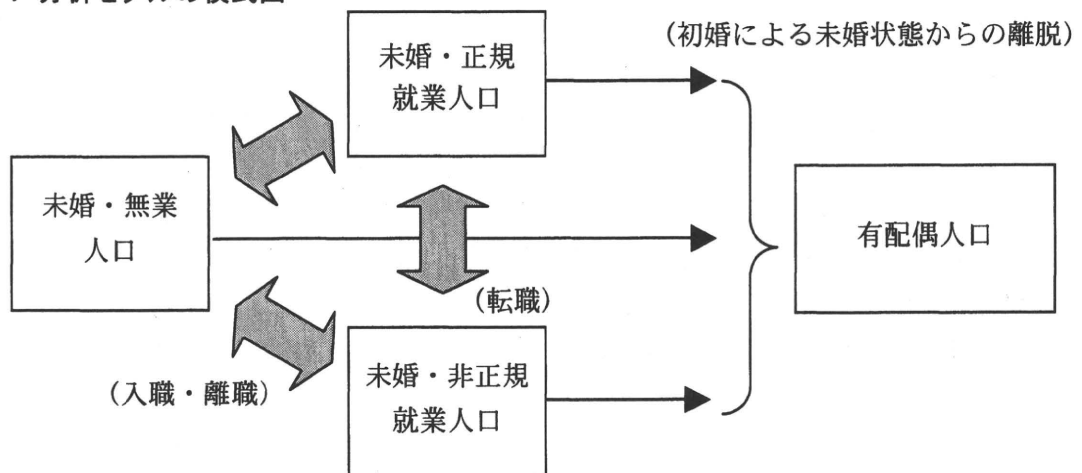 (初婚による未婚状態からの離脱)
未婚・正規
就業人口
未婚・無業
人口
有配偶人口
(転職)
未婚・非正規
就業人口
(入職・離職)